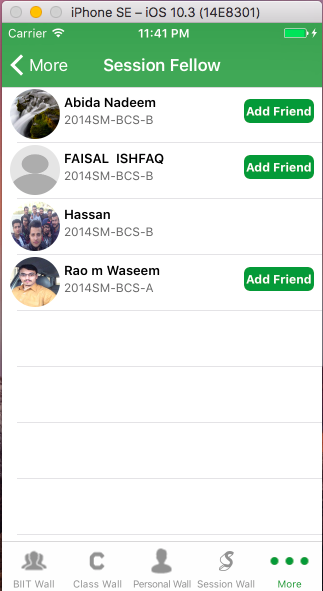 iPhone SE – iOS 10.3 (14E8301)
Carrier 11:41 PM
More Session Fellow
Abida Nadeem
2014SM-BCS-B
Add Friend
FAISAL  ISHFAQ
2014SM-BCS-B
Add Friend
Hassan
2014SM-BCS-B
Rao m Waseem
2014SM-BCS-A
Add Friend
C S
BIIT Wall Class Wall Personal Wall Session Wall More